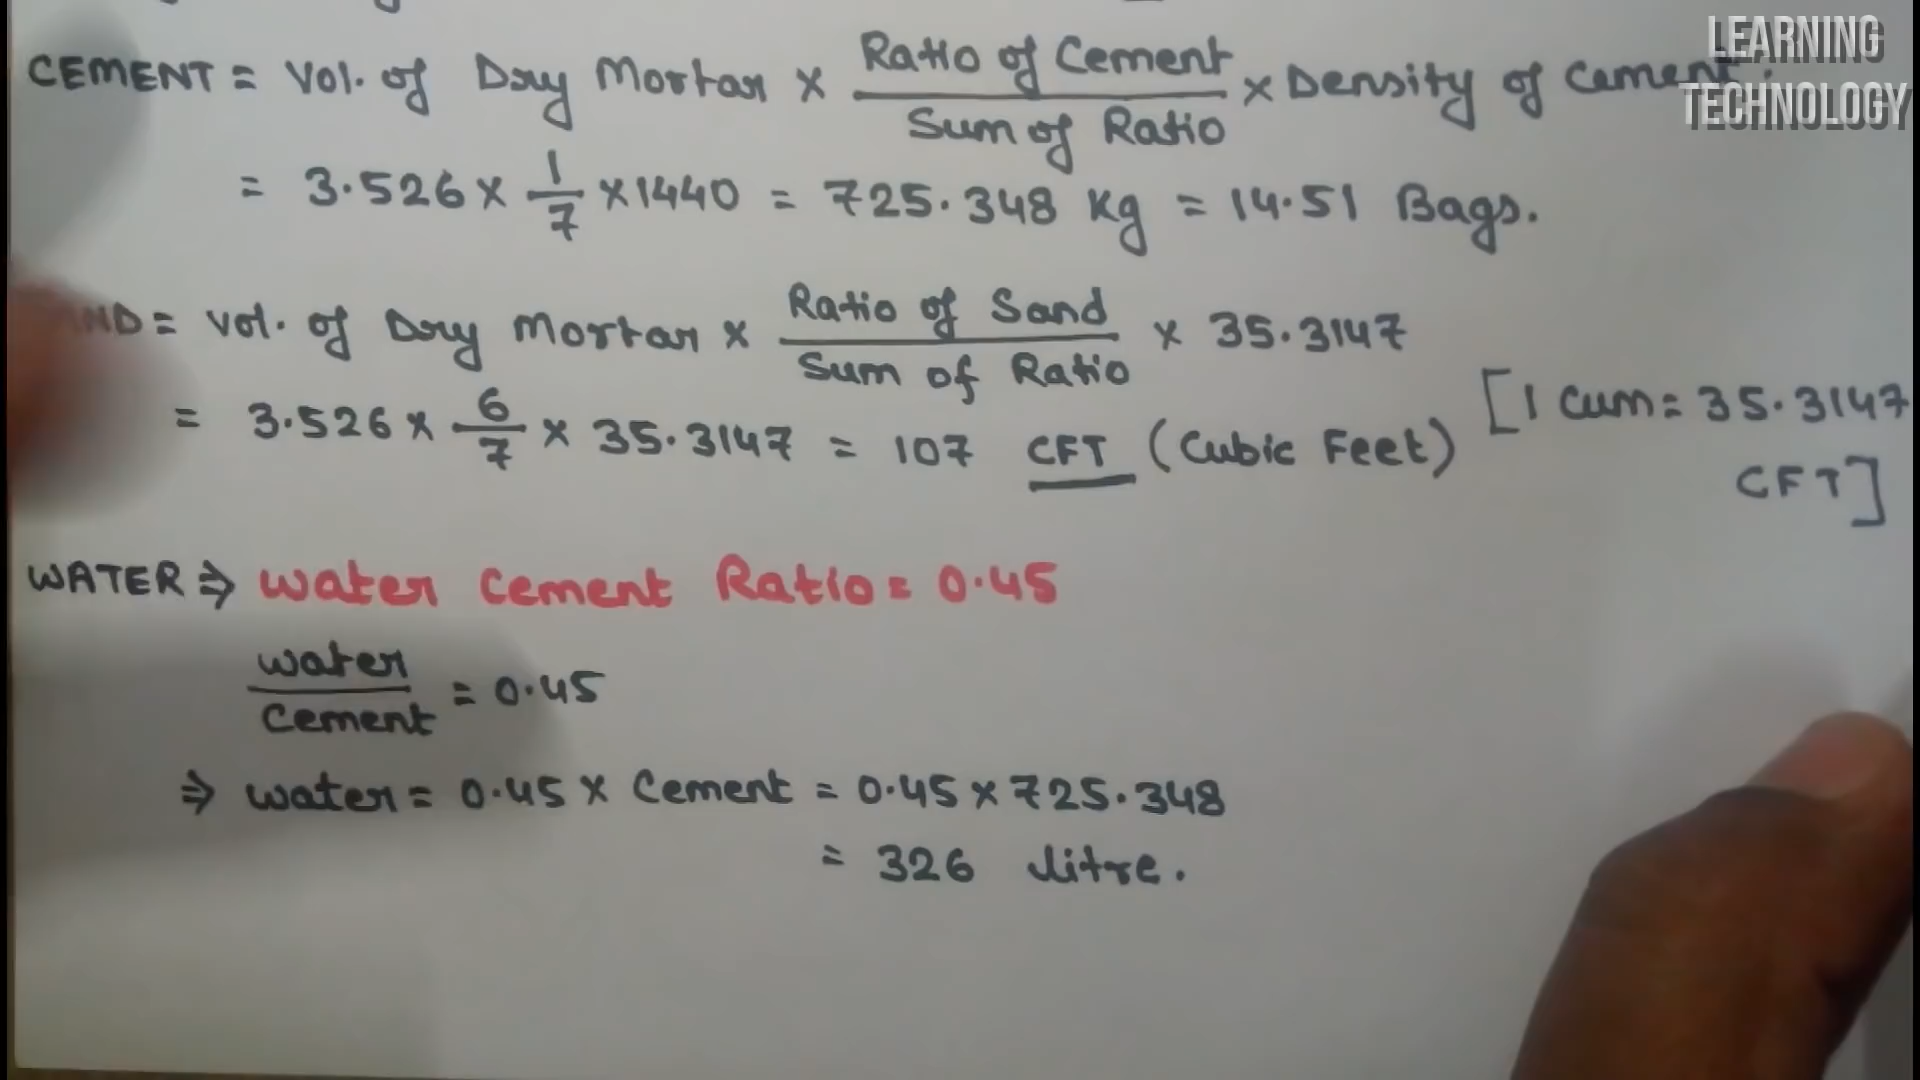 LEARNING
TECHNOLOGY
CEMENT = Vol. of Dry Mortar × Ratio of Cement / Sum of Ratio × Density of Cement.
= 3.526 × 1/7 × 1440 = 725.348 Kg = 14.51 Bags.
ND = Vol. of Dry Mortar × Ratio of Sand / Sum of Ratio × 35.3147
= 3.526 × 6/7 × 35.3147 = 107 CFT (Cubic Feet) [1 Cum = 35.3147
CFT]
WATER ⇒ Water Cement Ratio = 0.45
Water / Cement = 0.45
⇒ Water = 0.45 × Cement = 0.45 × 725.348
= 326 litre.